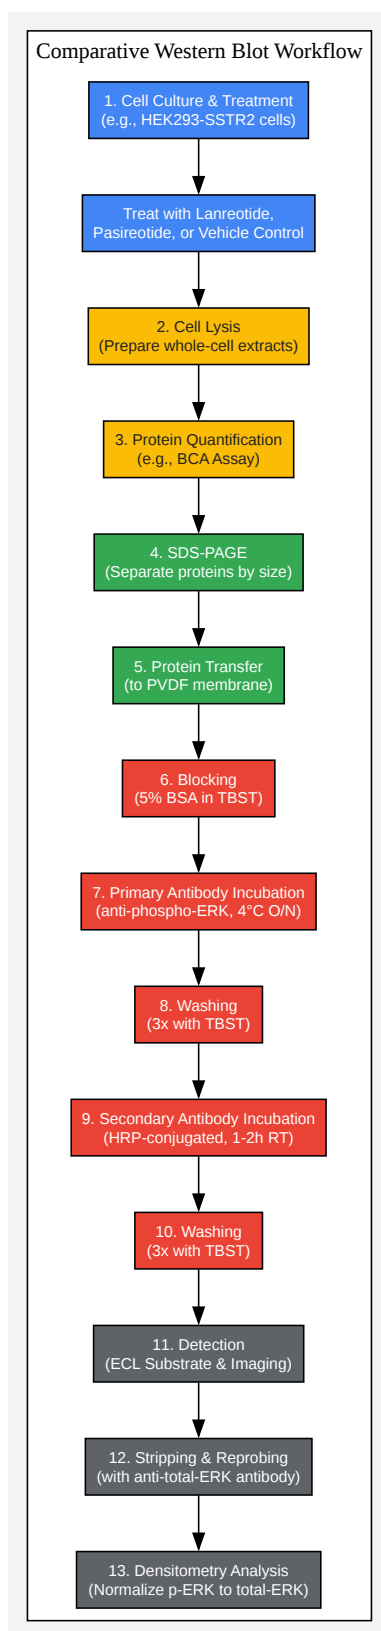 Comparative Western Blot Workflow
1. Cell Culture & Treatment
(e.g., HEK293-SSTR2 cells)
Treat with Lanreotide,
Pasireotide, or Vehicle Control
2. Cell Lysis
(Prepare whole-cell extracts)
3. Protein Quantification
(e.g., BCA Assay)
4. SDS-PAGE
(Separate proteins by size)
5. Protein Transfer
(to PVDF membrane)
6. Blocking
(5% BSA in TBST)
7. Primary Antibody Incubation
(anti-phospho-ERK, 4°C O/N)
8. Washing
(3x with TBST)
9. Secondary Antibody Incubation
(HRP-conjugated, 1-2h RT)
10. Washing
(3x with TBST)
11. Detection
(ECL Substrate & Imaging)
12. Stripping & Reprobing
(with anti-total-ERK antibody)
13. Densitometry Analysis
(Normalize p-ERK to total-ERK)